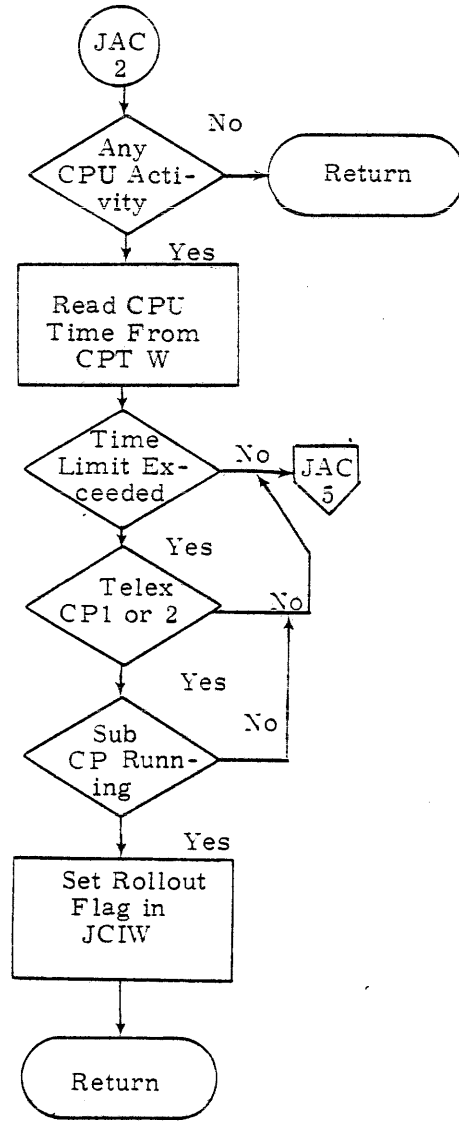 JAC
2
No
Any
CPU Acti-
vity
Return
Yes
Read CPU
Time From
CPT W
Time
Limit Ex-
ceeded
No
JAC
5
Yes
Telex
CP1 or 2
No
Yes
Sub
CP Runn-
ing
No
Yes
Set Rollout
Flag in
JCIW
Return